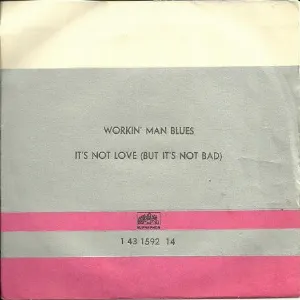 WORKIN' MAN BLUES
IT'S NOT LOVE (BUT IT'S NOT BAD)
SUPRAPHON
1 43 1592 14